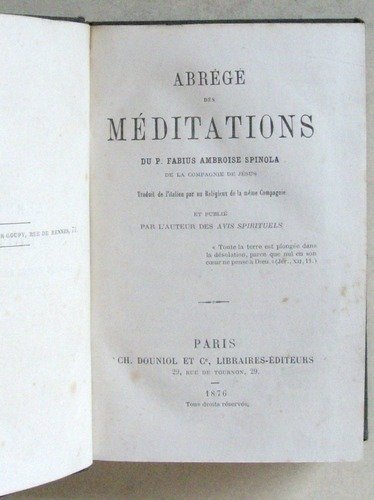 GOUPY, RUE DE RENNES, 71
ABRÉGÉ
DES
MÉDITATIONS
DU P. FABIUS AMBROISE SPINOLA
DE LA COMPAGNIE DE JÉSUS
Traduit de l'italien par un Religieux de la même Compagnie
ET PUBLIÉ
PAR L'AUTEUR DES AVIS SPIRITUELS
« Toute la terre est plongée dans
la désolation, parce que nul en son
cœur ne pense à Dieu. » (Jér., XII, 11.)
PARIS
CH. DOUNIOL ET Cie, LIBRAIRES-ÉDITEURS
29, RUE DE TOURNON, 29.
1876
Tous droits réservés.